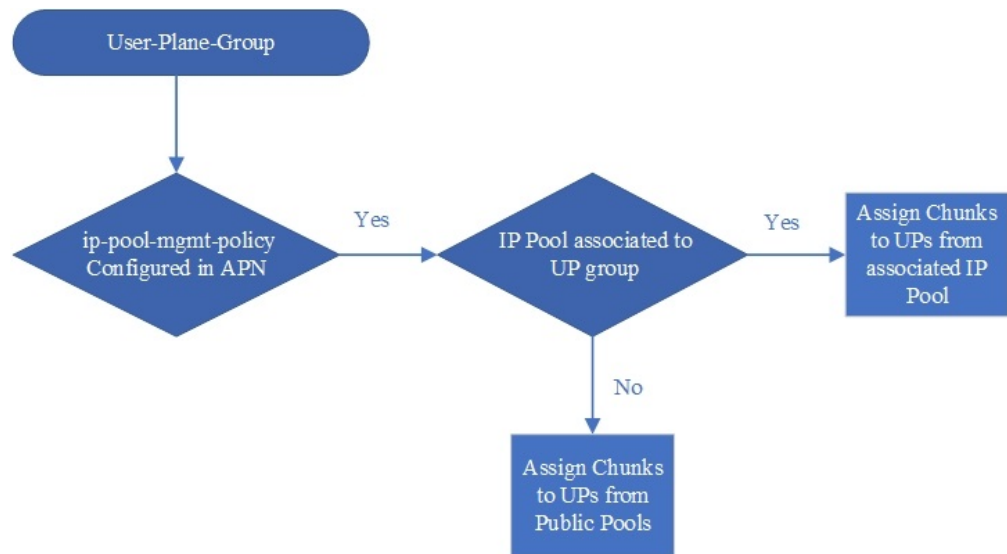 User-Plane-Group
ip-pool-mgmt-policy
Configured in APN
Yes
IP Pool associated to
UP group
Yes
Assign Chunks
to UPs from
associated IP
Pool
No
Assign Chunks
to UPs from
Public Pools